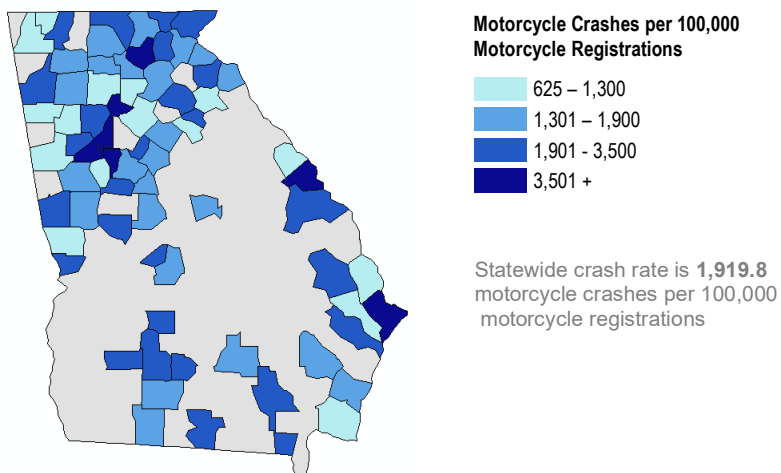 Motorcycle Crashes per 100,000
Motorcycle Registrations
625 – 1,300
1,301 – 1,900
1,901 - 3,500
3,501 +
Statewide crash rate is 1,919.8
motorcycle crashes per 100,000
motorcycle registrations